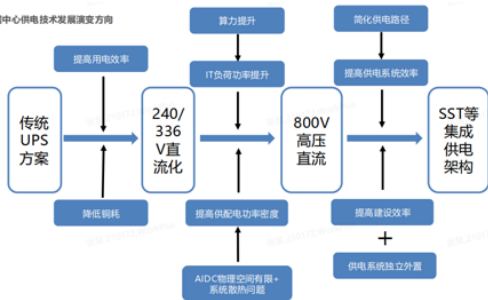 中心供电技术发展演变方向
算力提升
简化供电路径
提高用电效率
IT负荷功率提升
提高供电系统效率
传统
UPS
方案
240/
336
V直
流化
800V
高压
直流
SST等
集成
供电
架构
降低铜耗
提高供配电功率密度
提高建设效率
+
供电系统独立外置
AIDC物理空间有限+
系统散热问题